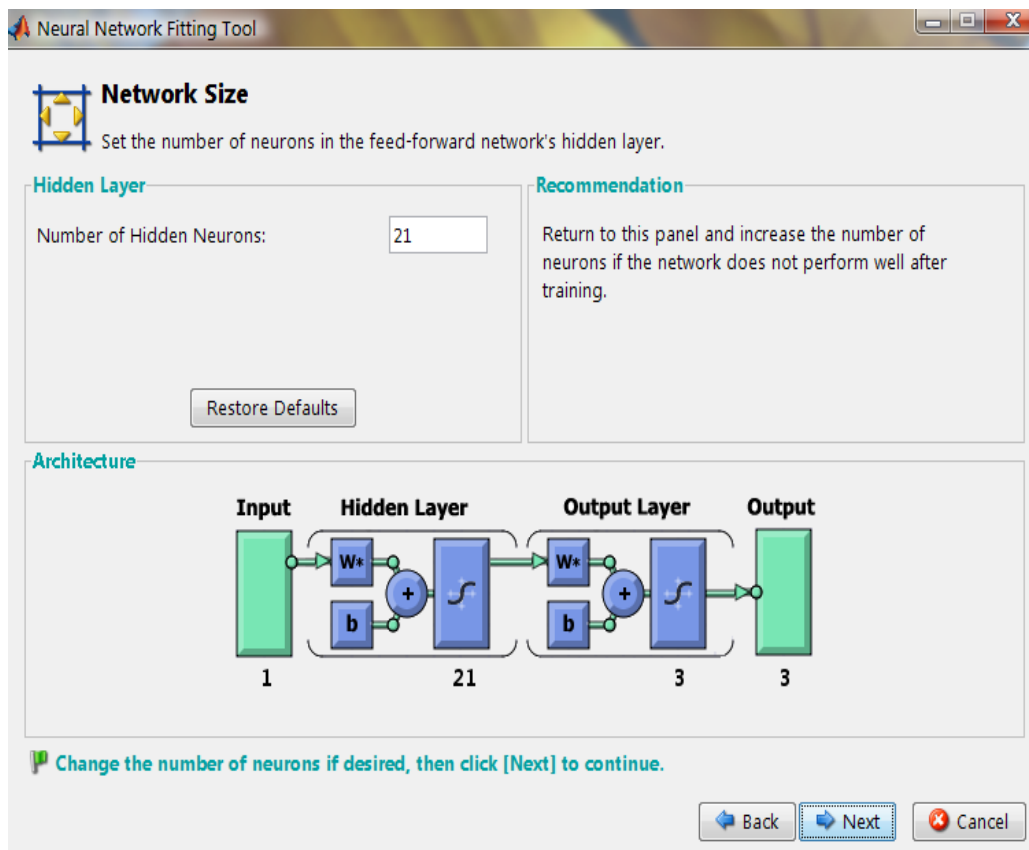 Neural Network Fitting Tool
Network Size
Set the number of neurons in the feed-forward network's hidden layer.
Hidden Layer
Number of Hidden Neurons: 21
Restore Defaults
Recommendation
Return to this panel and increase the number of
neurons if the network does not perform well after
training.
Architecture
Input Hidden Layer Output Layer Output
W* + W* +
b b
1 21 3 3
Change the number of neurons if desired, then click [Next] to continue.
Back Next Cancel